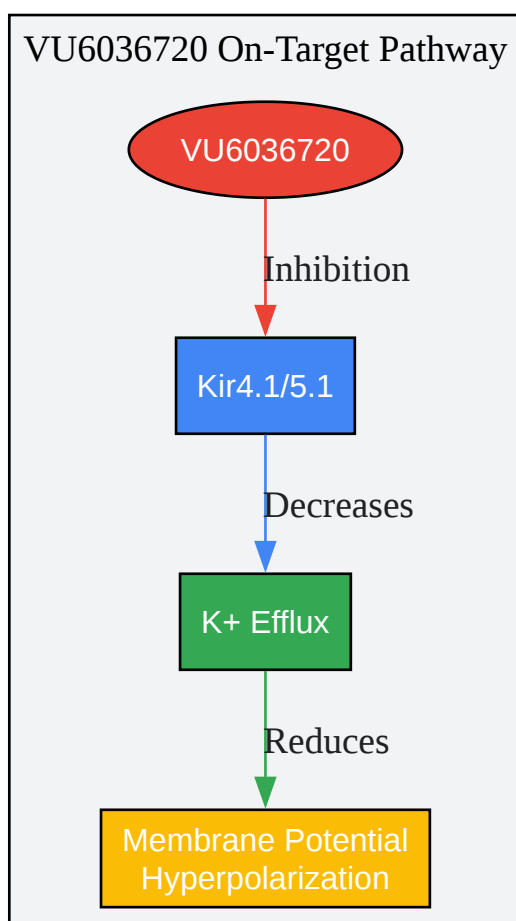 VU6036720 On-Target Pathway
VU6036720
Inhibition
Kir4.1/5.1
Decreases
K+ Efflux
Reduces
Membrane Potential
Hyperpolarization